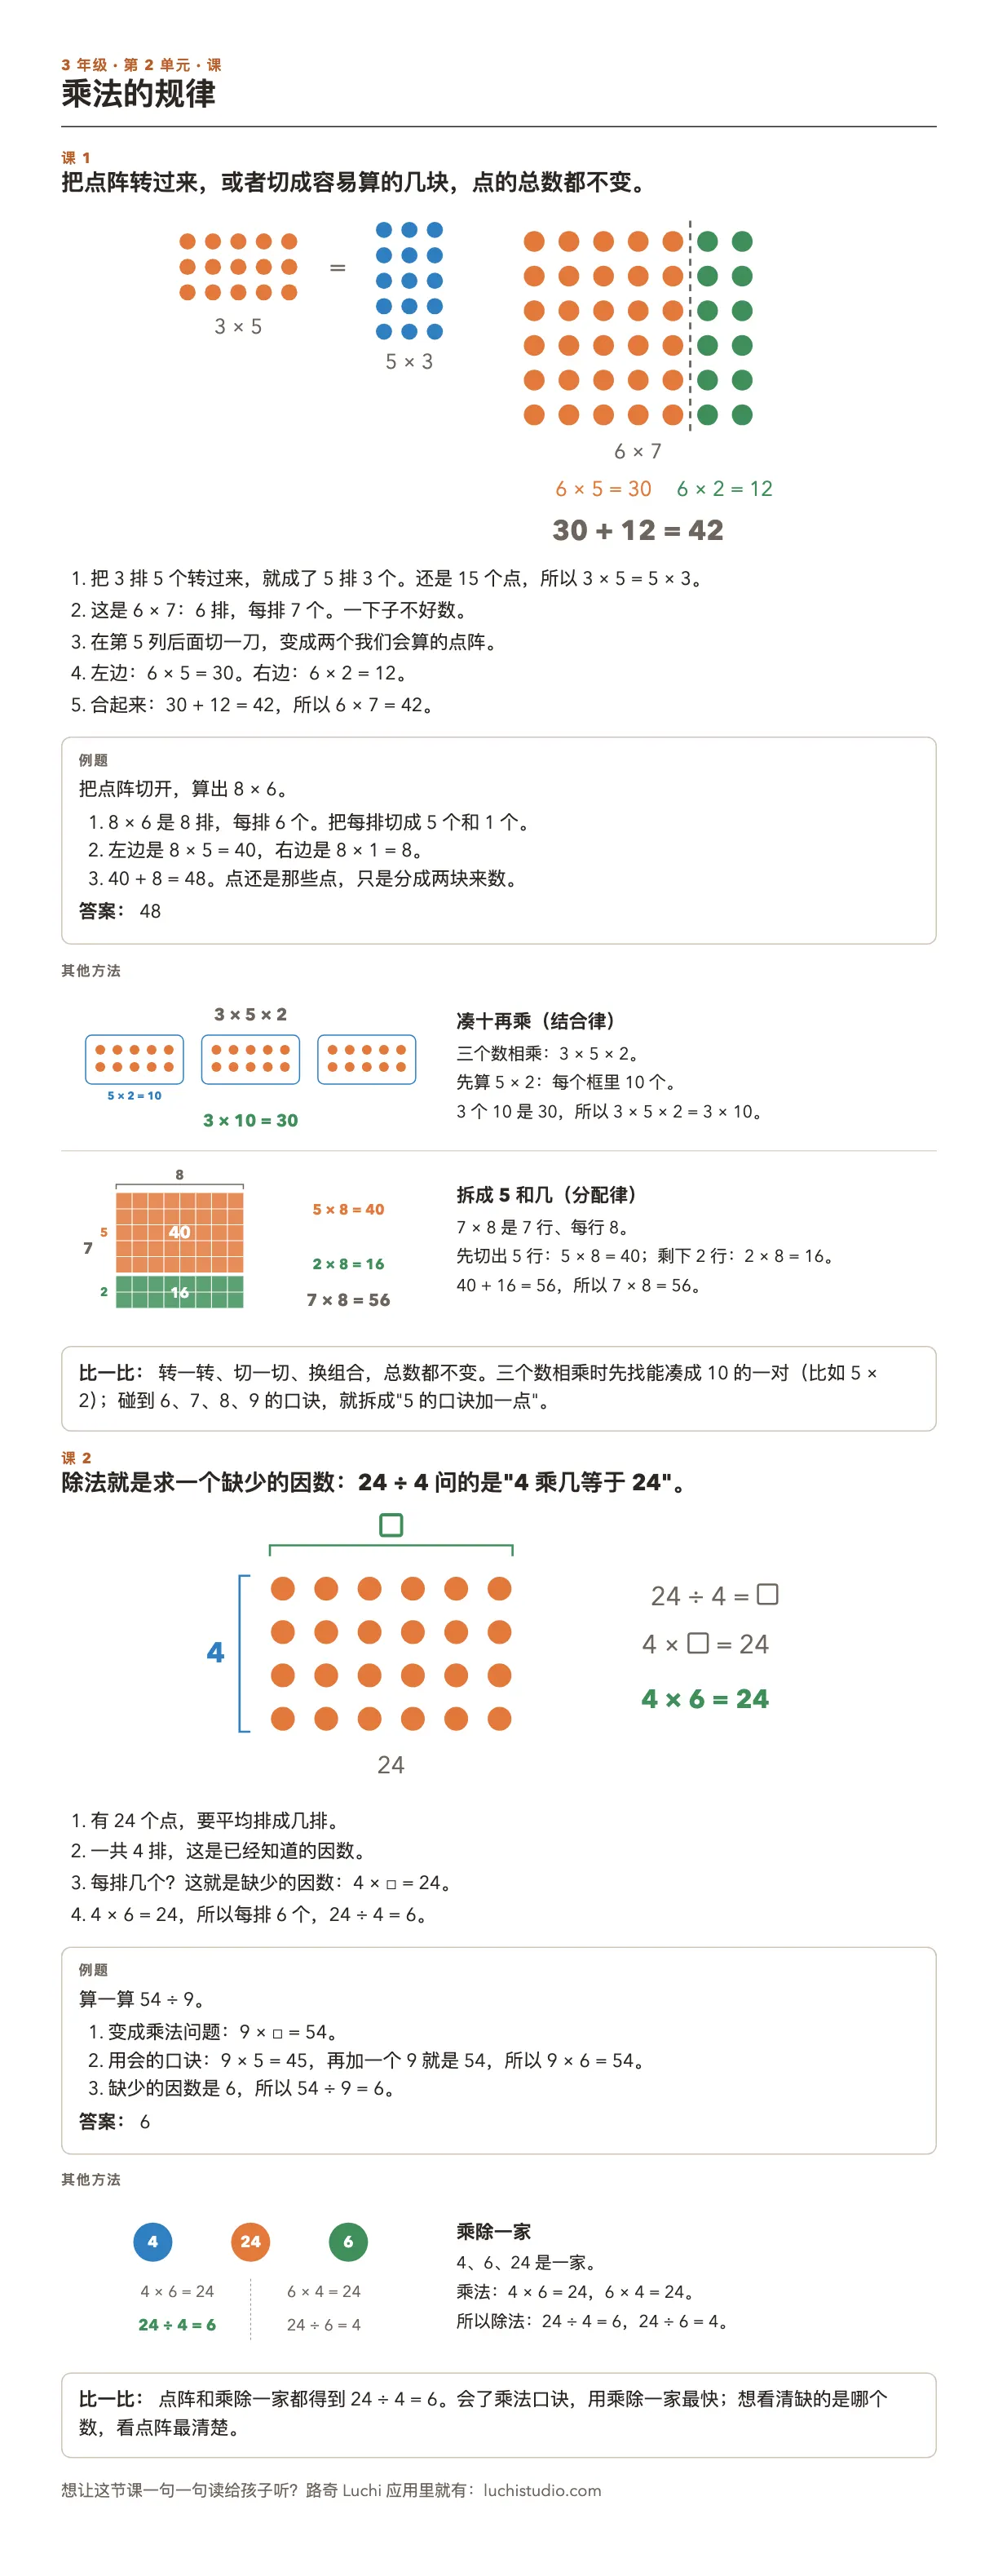 3 年级 · 第 2 单元 · 课
乘法的规律
课 1
把点阵转过来，或者切成容易算的几块，点的总数都不变。
3 × 5
=
5 × 3
6 × 7
6 × 5 = 30 6 × 2 = 12
30 + 12 = 42
1. 把 3 排 5 个转过来，就成了 5 排 3 个。还是 15 个点，所以 3 × 5 = 5 × 3。
2. 这是 6 × 7：6 排，每排 7 个。一下子不好数。
3. 在第 5 列后面切一刀，变成两个我们会算的点阵。
4. 左边：6 × 5 = 30。右边：6 × 2 = 12。
5. 合起来：30 + 12 = 42，所以 6 × 7 = 42。
例题
把点阵切开，算出 8 × 6。
1. 8 × 6 是 8 排，每排 6 个。把每排切成 5 个和 1 个。
2. 左边是 8 × 5 = 40，右边是 8 × 1 = 8。
3. 40 + 8 = 48。点还是那些点，只是分成两块来数。
答案： 48
其他方法
3 × 5 × 2
5 × 2 = 10
3 × 10 = 30
凑十再乘（结合律）
三个数相乘：3 × 5 × 2。
先算 5 × 2：每个框里 10 个。
3 个 10 是 30，所以 3 × 5 × 2 = 3 × 10。
8
7
5
40
2
16
5 × 8 = 40
2 × 8 = 16
7 × 8 = 56
拆成 5 和几（分配律）
7 × 8 是 7 行、每行 8。
先切出 5 行：5 × 8 = 40；剩下 2 行：2 × 8 = 16。
40 + 16 = 56，所以 7 × 8 = 56。
比一比： 转一转、切一切、换组合，总数都不变。三个数相乘时先找能凑成 10 的一对（比如 5 ×
2）；碰到 6、7、8、9 的口诀，就拆成"5 的口诀加一点"。
课 2
除法就是求一个缺少的因数：24 ÷ 4 问的是"4 乘几等于 24"。
□
4
24
24 ÷ 4 = □
4 × □ = 24
4 × 6 = 24
1. 有 24 个点，要平均排成几排。
2. 一共 4 排，这是已经知道的因数。
3. 每排几个？这就是缺少的因数：4 × □ = 24。
4. 4 × 6 = 24，所以每排 6 个，24 ÷ 4 = 6。
例题
算一算 54 ÷ 9。
1. 变成乘法问题：9 × □ = 54。
2. 用会的口诀：9 × 5 = 45，再加一个 9 就是 54，所以 9 × 6 = 54。
3. 缺少的因数是 6，所以 54 ÷ 9 = 6。
答案： 6
其他方法
4 24 6
4 × 6 = 24 6 × 4 = 24
24 ÷ 4 = 6 24 ÷ 6 = 4
乘除一家
4、6、24 是一家。
乘法：4 × 6 = 24，6 × 4 = 24。
所以除法：24 ÷ 4 = 6，24 ÷ 6 = 4。
比一比： 点阵和乘除一家都得到 24 ÷ 4 = 6。会了乘法口诀，用乘除一家最快；想看清缺的是哪个
数，看点阵最清楚。
想让这节课一句一句读给孩子听？路奇 Luchi 应用里就有：luchistudio.com